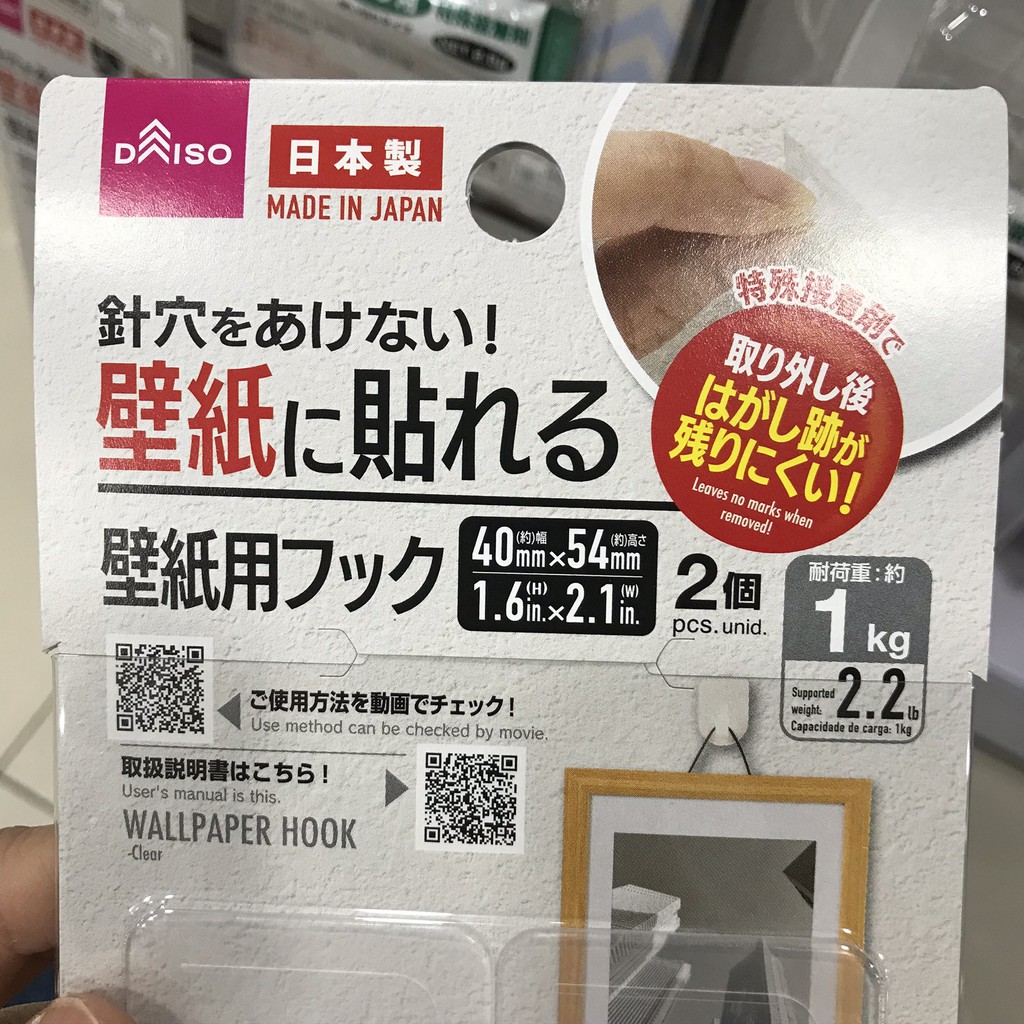 DAISO
日本製
MADE IN JAPAN
針穴をあけない!
壁紙に貼れる
特殊接着剤で
取り外し後
はがし跡が
残りにくい!
Leaves no marks when
removed!
壁紙用フック
40mm(約)幅×54mm(約)高さ
1.6in.(H)×2.1in.(W)
2個
pcs. unid.
耐荷重:約
1kg
Supported
weight: 2.2lb
Capacidade de carga: 1kg
ご使用方法を動画でチェック!
Use method can be checked by movie.
取扱説明書はこちら!
User's manual is this.
WALLPAPER HOOK
-Clear